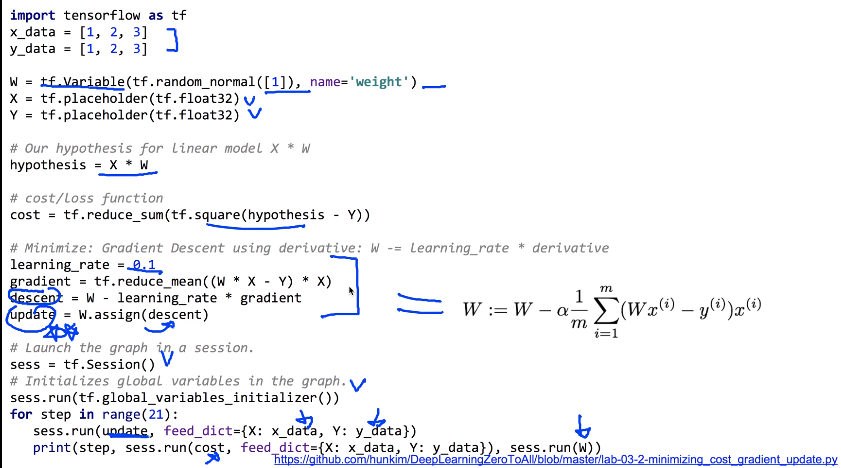 import tensorflow as tf
x_data = [1, 2, 3]
y_data = [1, 2, 3]
W = tf.Variable(tf.random_normal([1]), name='weight')
X = tf.placeholder(tf.float32)
Y = tf.placeholder(tf.float32)
# Our hypothesis for linear model X * W
hypothesis = X * W
# cost/loss function
cost = tf.reduce_sum(tf.square(hypothesis - Y))
# Minimize: Gradient Descent using derivative: W -= Learning_rate * derivative
learning_rate = 0.1
gradient = tf.reduce_mean((W * X - Y) * X)
descent = W - learning_rate * gradient
update = W.assign(descent)
W := W − α \frac{1}{m} \sum_{i=1}^{m} (Wx^{(i)} − y^{(i)})x^{(i)}
# Launch the graph in a session.
sess = tf.Session()
# Initializes global variables in the graph.
sess.run(tf.global_variables_initializer())
for step in range(21):
    sess.run(update, feed_dict={X: x_data, Y: y_data})
    print(step, sess.run(cost, feed_dict={X: x_data, Y: y_data}), sess.run(W))
https://github.com/hunkim/DeepLearningZeroToAll/blob/master/lab-03-2-minimizing_cost_gradient_update.py